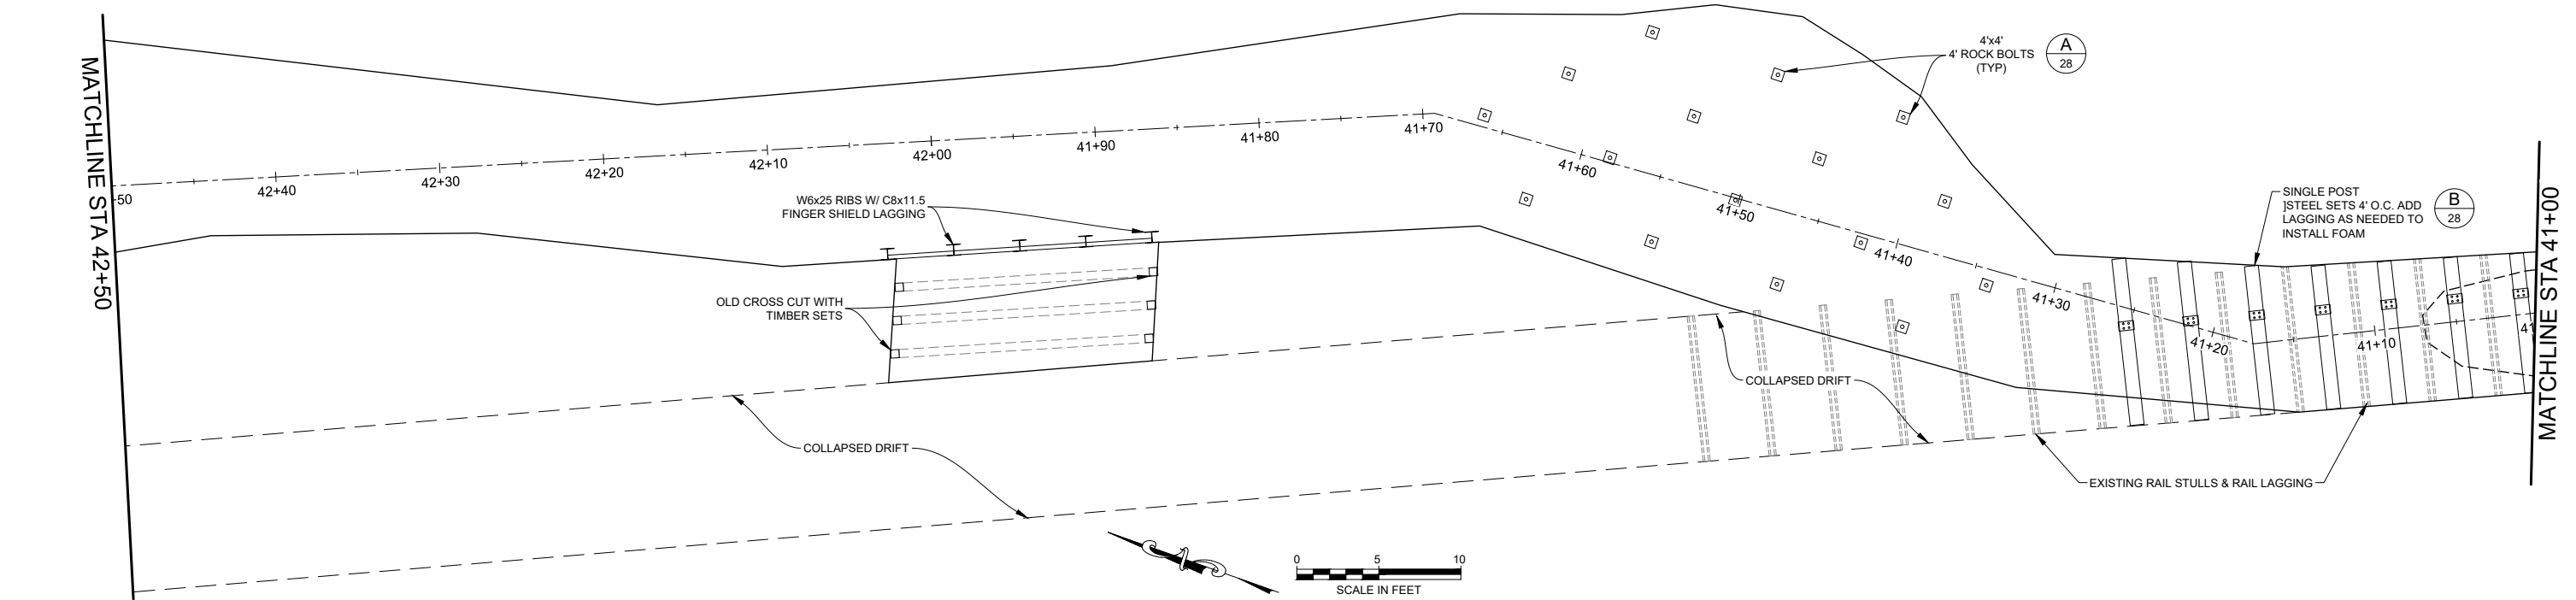 MATCHLINE STA 42+50
50
42+40
42+30
42+20
42+10
42+00
41+90
41+80
41+70
41+60
41+50
41+40
41+30
41+20
41+10
41
4'x4'
4' ROCK BOLTS
(TYP)
A
28
W6x25 RIBS W/ C8x11.5
FINGER SHIELD LAGGING
SINGLE POST
]STEEL SETS 4' O.C. ADD
LAGGING AS NEEDED TO
INSTALL FOAM
B
28
MATCHLINE STA 41+00
OLD CROSS CUT WITH
TIMBER SETS
COLLAPSED DRIFT
COLLAPSED DRIFT
EXISTING RAIL STULLS & RAIL LAGGING
0 5 10
SCALE IN FEET